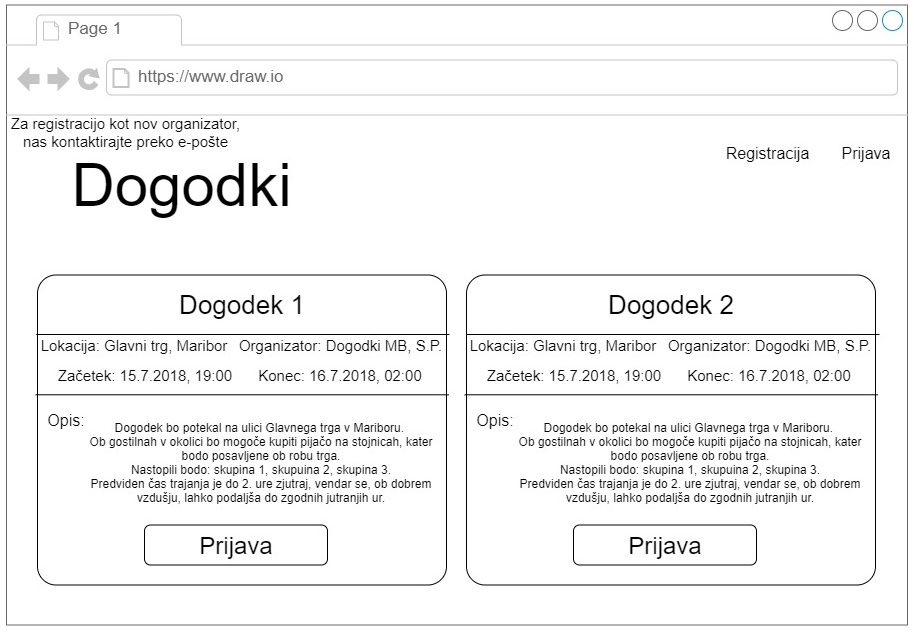 Page 1
https://www.draw.io
Za registracijo kot nov organizator,
nas kontaktirajte preko e-pošte
Registracija Prijava
Dogodki
Dogodek 1
Lokacija: Glavni trg, Maribor Organizator: Dogodki MB, S.P.
Začetek: 15.7.2018, 19:00 Konec: 16.7.2018, 02:00
Opis:
Dogodek bo potekal na ulici Glavnega trga v Mariboru.
Ob gostilnah v okolici bo mogoče kupiti pijačo na stojnicah, kater
bodo posavljene ob robu trga.
Nastopili bodo: skupina 1, skupuina 2, skupina 3.
Predviden čas trajanja je do 2. ure zjutraj, vendar se, ob dobrem
vzdušju, lahko podaljša do zgodnih jutranjih ur.
Prijava
Dogodek 2
Lokacija: Glavni trg, Maribor Organizator: Dogodki MB, S.P.
Začetek: 15.7.2018, 19:00 Konec: 16.7.2018, 02:00
Opis:
Dogodek bo potekal na ulici Glavnega trga v Mariboru.
Ob gostilnah v okolici bo mogoče kupiti pijačo na stojnicah, kater
bodo posavljene ob robu trga.
Nastopili bodo: skupina 1, skupuina 2, skupina 3.
Predviden čas trajanja je do 2. ure zjutraj, vendar se, ob dobrem
vzdušju, lahko podaljša do zgodnih jutranjih ur.
Prijava